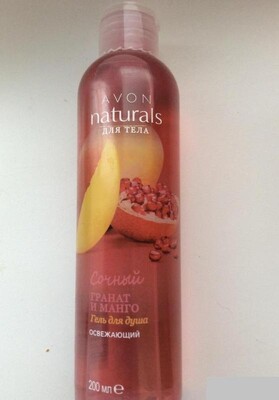 AVON
naturals
ДЛЯ ТЕЛА
Сочный
ГРАНАТ
И МАНГО
Гель для душа
ОСВЕЖАЮЩИЙ
200 мл e